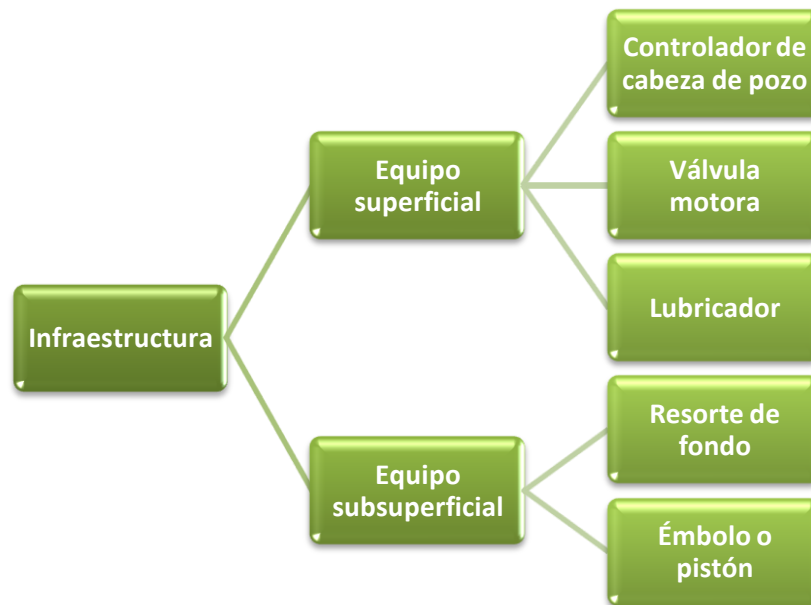 Infraestructura
Equipo
superficial
Controlador de
cabeza de pozo
Válvula
motora
Lubricador
Equipo
subsuperficial
Resorte de
fondo
Émbolo o
pistón